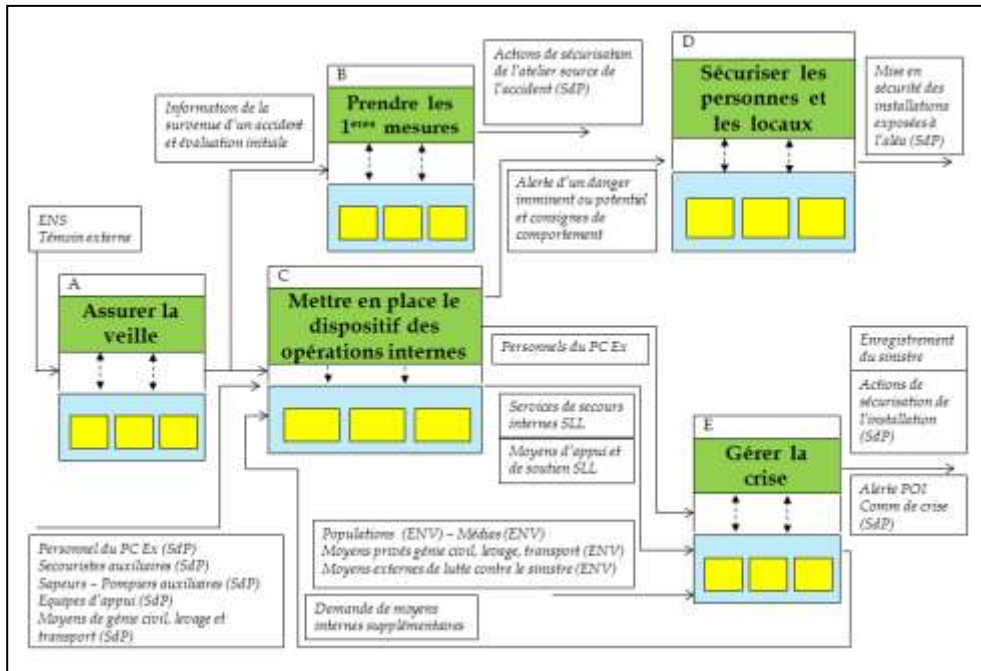 B
Prendre les
1eres mesures
Actions de sécurisation
de l'atelier source de
l'accident (SdP)
D
Sécuriser les
personnes et
les locaux
Mise en
sécurité des
installations
exposées à
l'aléa (SdP)
Information de la
survenue d'un accident
et évaluation initiale
Alerte d'un danger
imminent ou potentiel
et consignes de
comportement
ENS
Témoin externe
A
Assurer la
veille
C
Mettre en place le
dispositif des
opérations internes
Personnels du PC Ex
Services de secours
internes SLL
Moyens d'appui et
de soutien SLL
E
Gérer la
crise
Enregistrement
du sinistre
Actions de
sécurisation de
l'installation
(SdP)
Alerte POI
Comm de crise
(SdP)
Personnel du PC Ex (SdP)
Secouristes auxiliaires (SdP)
Sapeurs – Pompiers auxiliaires (SdP)
Equipes d'appui (SdP)
Moyens de génie civil, levage et
transport (SdP)
Populations (ENV) – Médias (ENV)
Moyens privés génie civil, levage, transport (ENV)
Moyens externes de lutte contre le sinistre (ENV)
Demande de moyens
internes supplémentaires